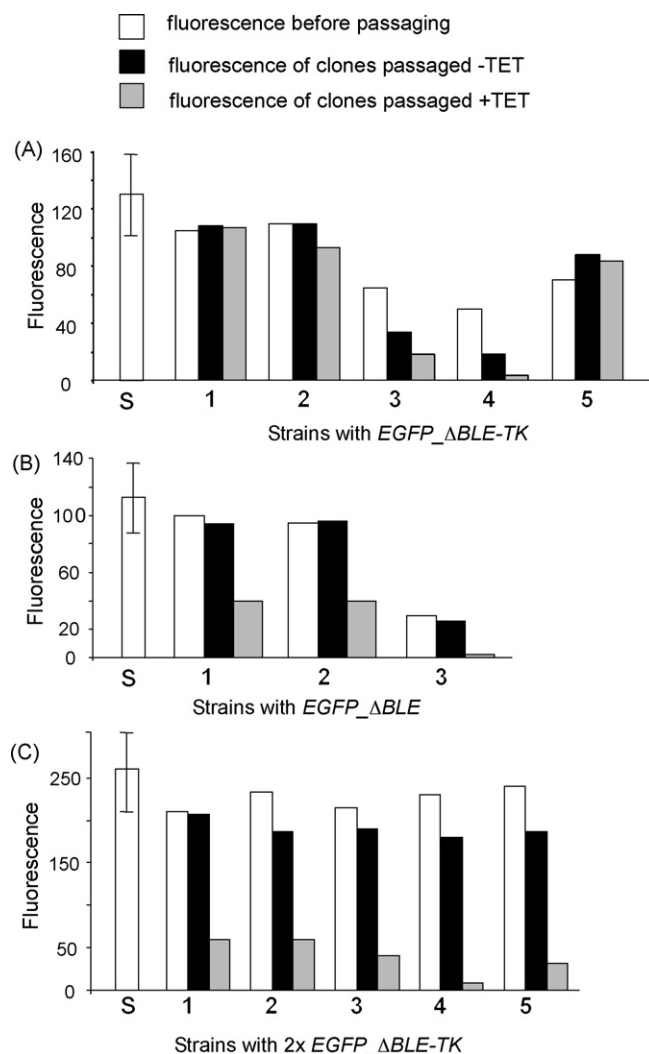 fluorescence before passaging
fluorescence of clones passaged -TET
fluorescence of clones passaged +TET
(A)
160
120
80
40
0
Fluorescence
S 1 2 3 4 5
Strains with EGFP_ΔBLE-TK
(B)
140
100
60
20
0
Fluorescence
S 1 2 3
Strains with EGFP_ΔBLE
(C)
250
150
50
0
Fluorescence
S 1 2 3 4 5
Strains with 2x EGFP_ΔBLE-TK